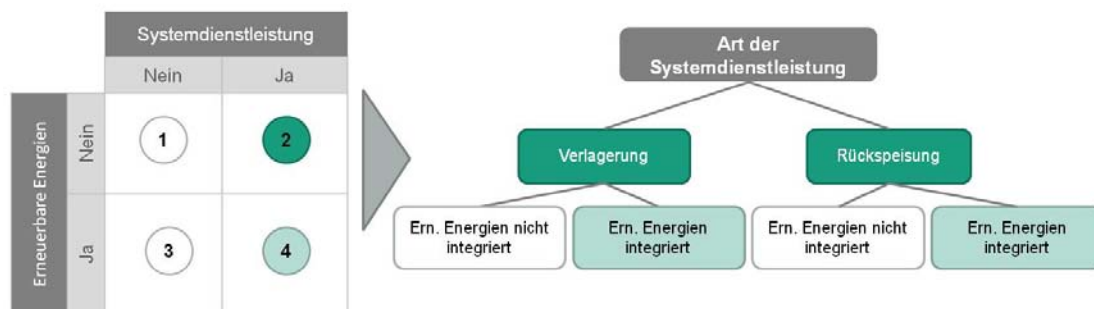 Systemdienstleistung
Nein
Ja
Erneuerbare Energien
Nein
1
2
Ja
3
4
Art der
Systemdienstleistung
Verlagerung
Rückspeisung
Ern. Energien nicht
integriert
Ern. Energien
integriert
Ern. Energien nicht
integriert
Ern. Energien
integriert